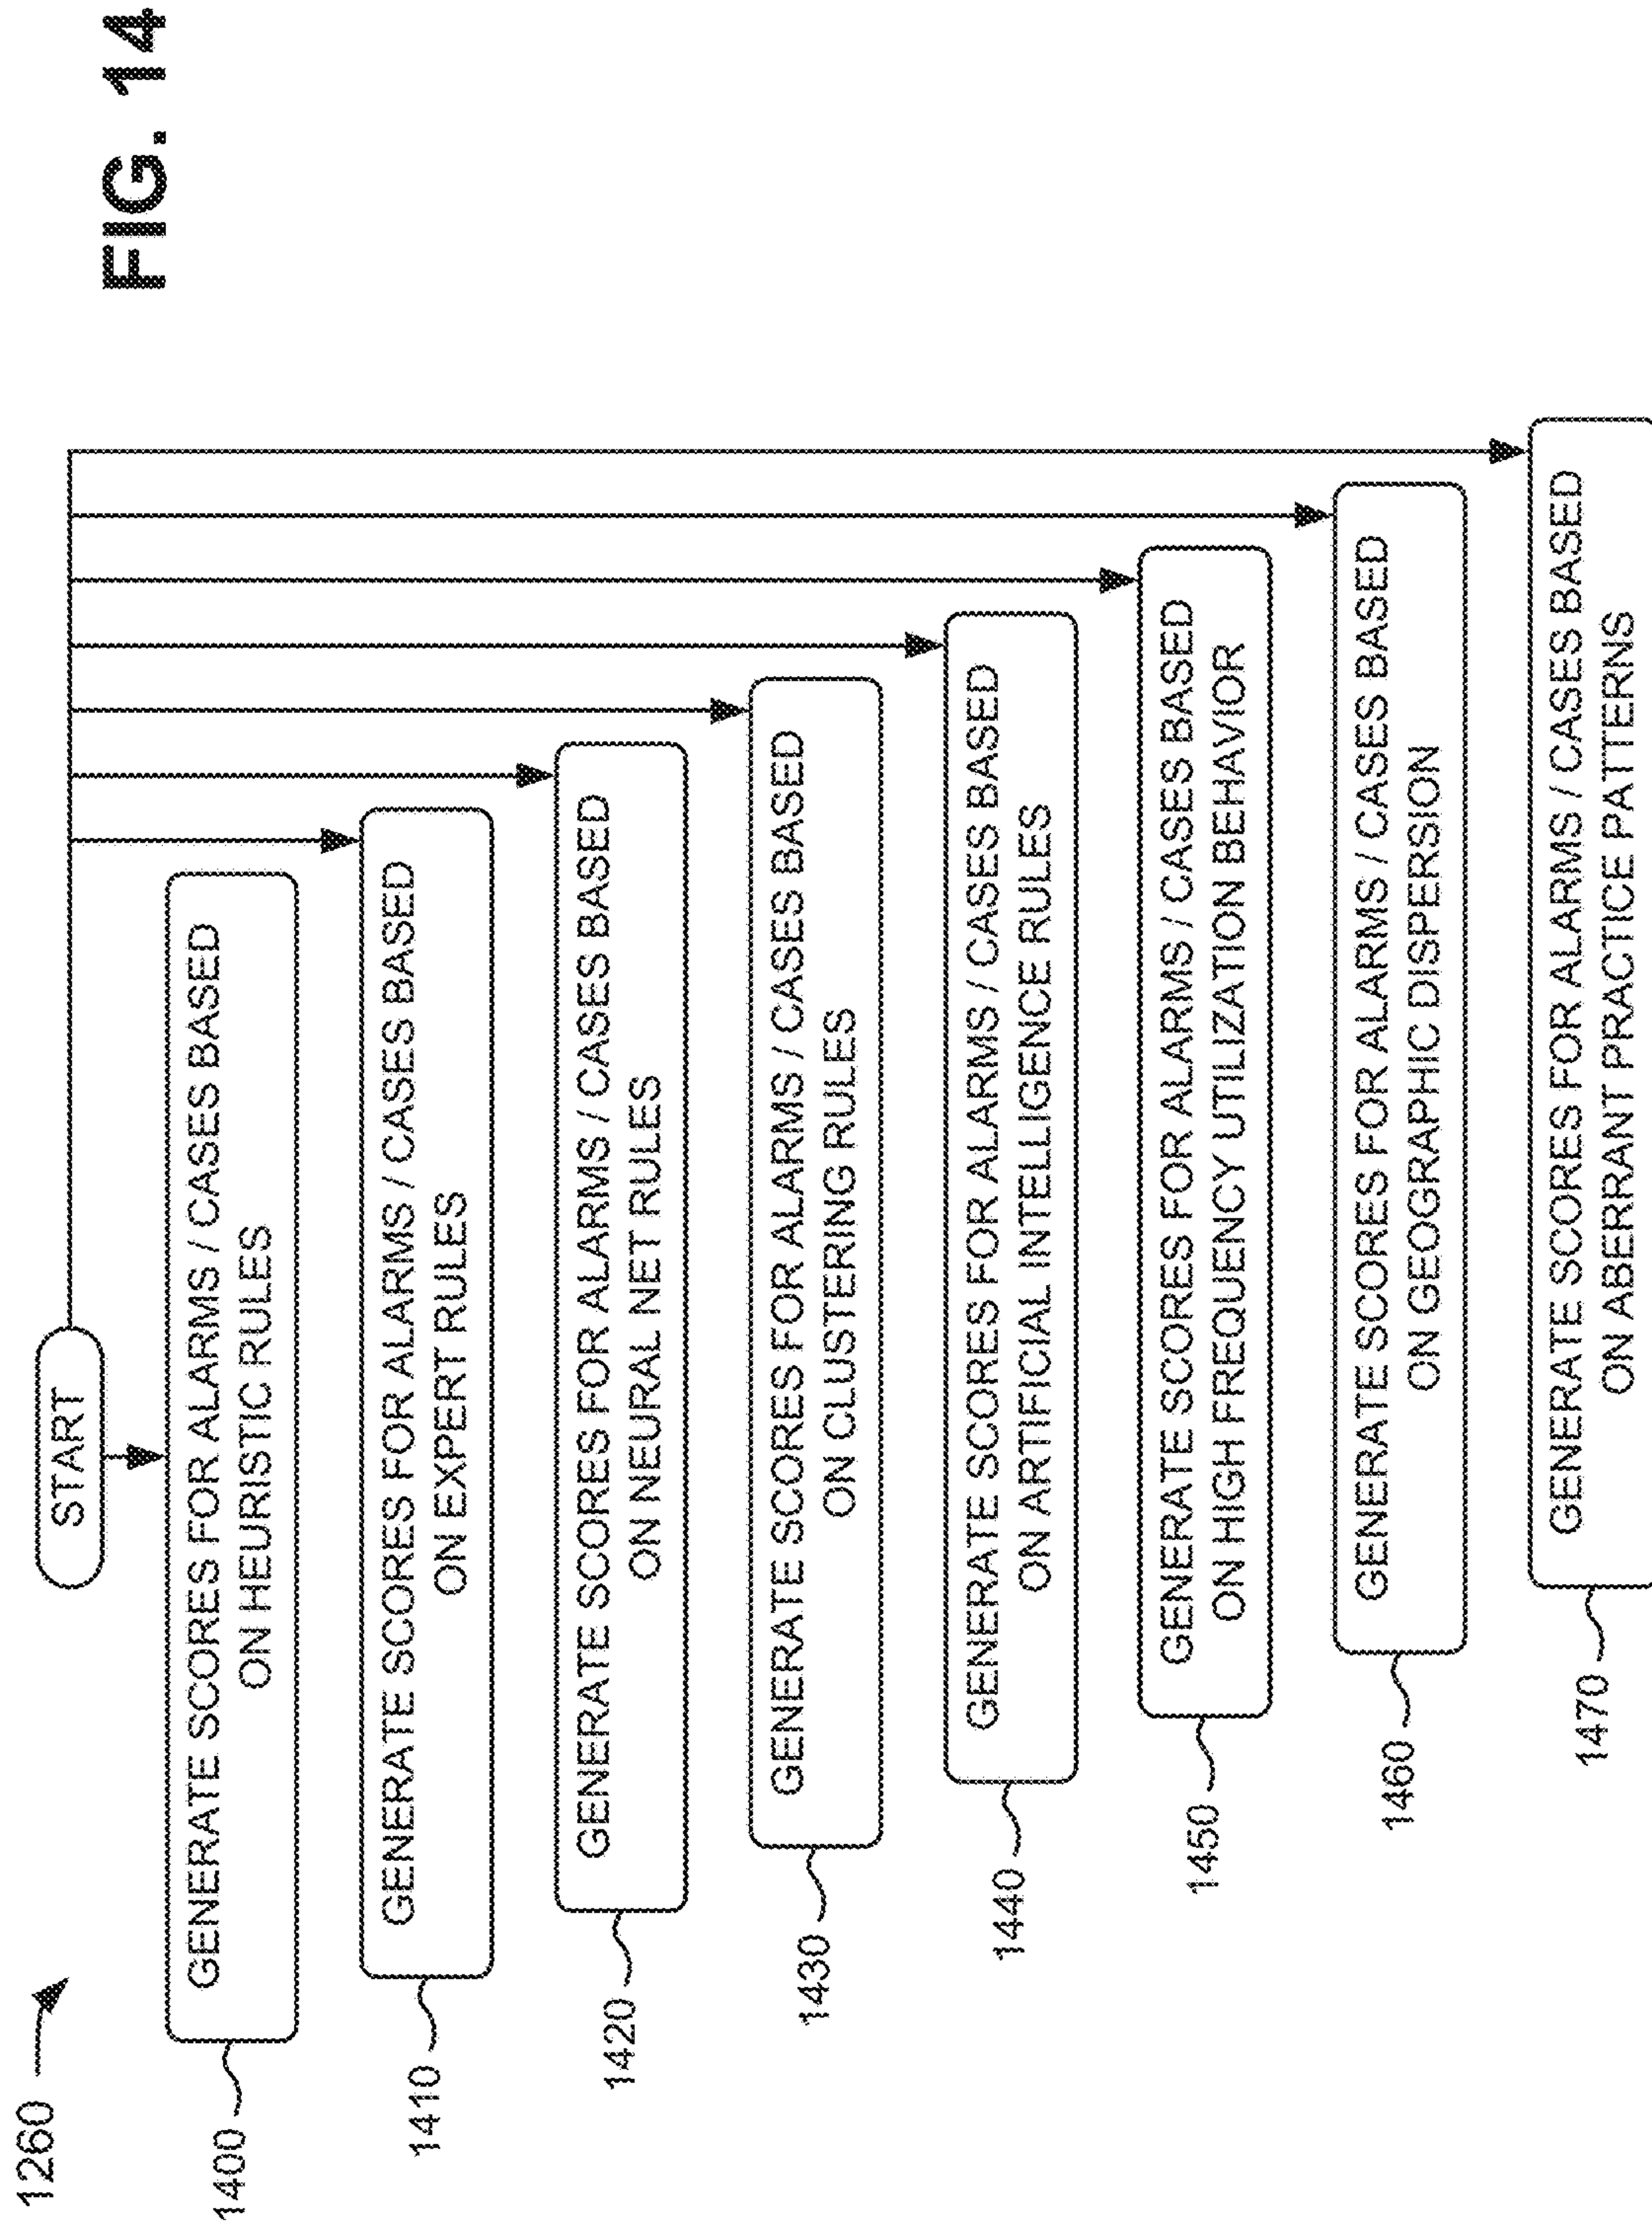 FIG. 14
1260
START
GENERATE SCORES FOR ALARMS / CASES BASED
ON HEURISTIC RULES
1400
GENERATE SCORES FOR ALARMS / CASES BASED
ON EXPERT RULES
1410
GENERATE SCORES FOR ALARMS / CASES BASED
ON NEURAL NET RULES
1420
GENERATE SCORES FOR ALARMS / CASES BASED
ON CLUSTERING RULES
1430
GENERATE SCORES FOR ALARMS / CASES BASED
ON ARTIFICIAL INTELLIGENCE RULES
1440
GENERATE SCORES FOR ALARMS / CASES BASED
ON HIGH FREQUENCY UTILIZATION BEHAVIOR
1450
GENERATE SCORES FOR ALARMS / CASES BASED
ON GEOGRAPHIC DISPERSION
1460
GENERATE SCORES FOR ALARMS / CASES BASED
ON ABERRANT PRACTICE PATTERNS
1470